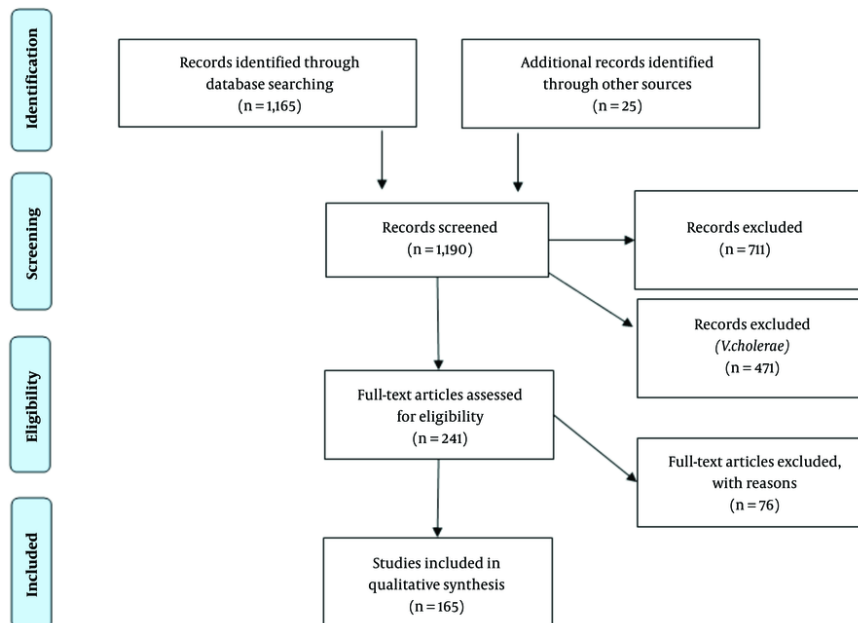 Identification
Records identified through
database searching
(n = 1,165)
Additional records identified
through other sources
(n = 25)
Screening
Records screened
(n = 1,190)
Records excluded
(n = 711)
Records excluded
(V.cholerae)
(n = 471)
Eligibility
Full-text articles assessed
for eligibility
(n = 241)
Full-text articles excluded,
with reasons
(n = 76)
Included
Studies included in
qualitative synthesis
(n = 165)